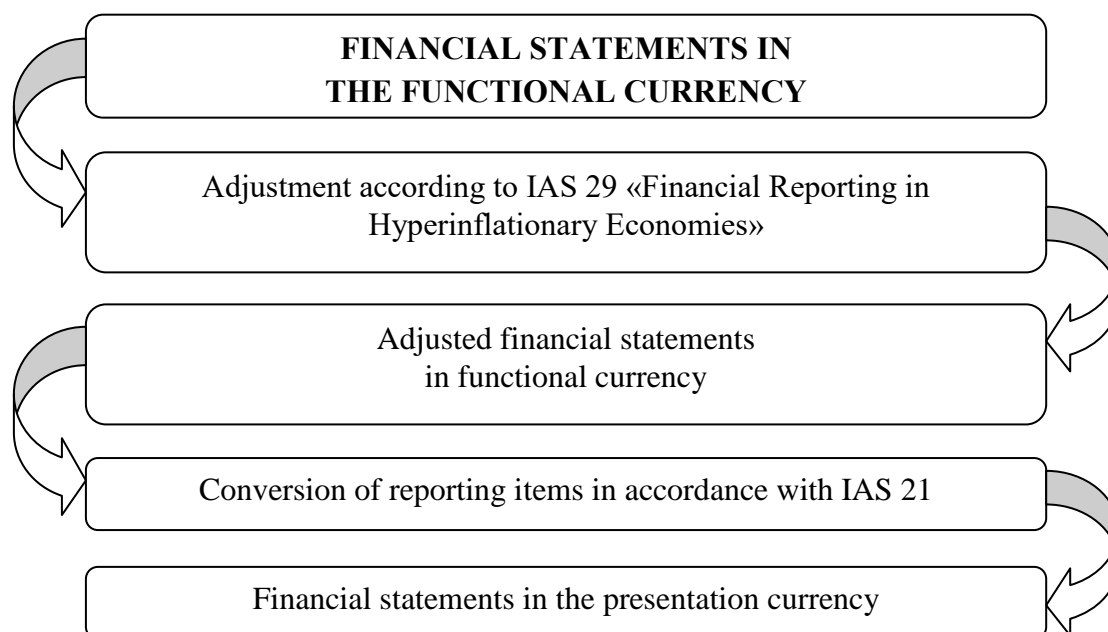 FINANCIAL STATEMENTS IN
THE FUNCTIONAL CURRENCY
Adjustment according to IAS 29 «Financial Reporting in
Hyperinflationary Economies»
Adjusted financial statements
in functional currency
Conversion of reporting items in accordance with IAS 21
Financial statements in the presentation currency